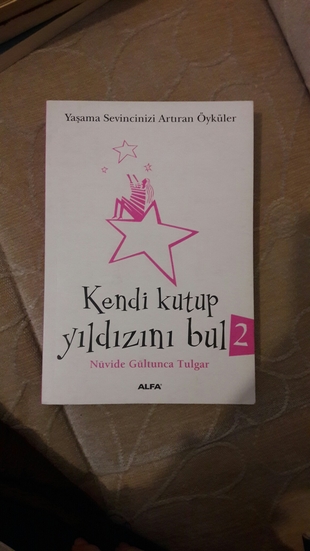 Yaşama Sevincinizi Artıran Öyküler
Kendi kutup
yıldızını bul 2
Nüvide Gültunca Tulgar
ALFA